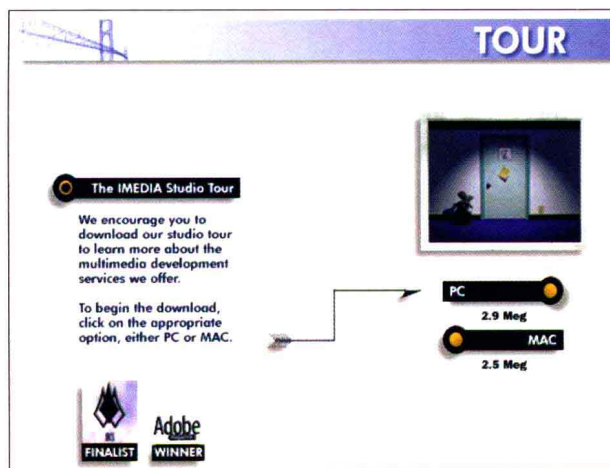 TOUR
The IMEDIA Studio Tour
We encourage you to
download our studio tour
to learn more about the
multimedia development
services we offer.
To begin the download,
click on the appropriate
option, either PC or MAC.
PC
2.9 Meg
MAC
2.5 Meg
FINALIST
Adobe
WINNER